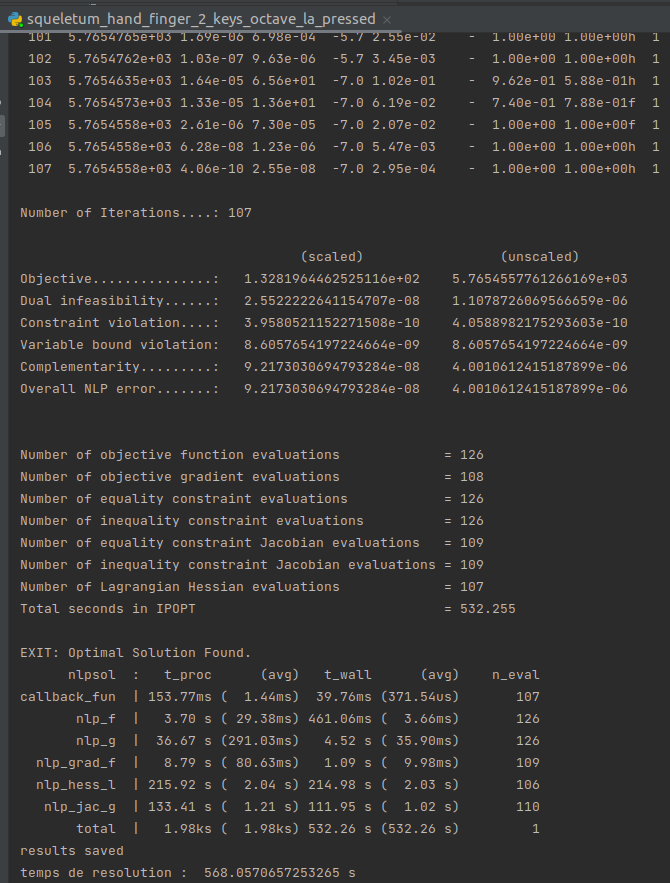 squeletum_hand_finger_2_keys_octave_la_pressed ×
101 5.7654765e+03 1.69e-06 6.98e-04 -5.7 2.55e-02 - 1.00e+00 1.00e+00h 1
102 5.7654762e+03 1.03e-07 9.63e-06 -5.7 3.45e-03 - 1.00e+00 1.00e+00h 1
103 5.7654635e+03 1.64e-05 6.56e+01 -7.0 1.02e-01 - 9.62e-01 5.88e-01h 1
104 5.7654573e+03 1.33e-05 1.36e+01 -7.0 6.19e-02 - 7.40e-01 7.88e-01f 1
105 5.7654558e+03 2.61e-06 7.30e-05 -7.0 2.07e-02 - 1.00e+00 1.00e+00f 1
106 5.7654558e+03 6.28e-08 1.23e-06 -7.0 5.47e-03 - 1.00e+00 1.00e+00h 1
107 5.7654558e+03 4.06e-10 2.55e-08 -7.0 2.95e-04 - 1.00e+00 1.00e+00h 1
Number of Iterations....: 107
(scaled) (unscaled)
Objective...............: 1.3281964462525116e+02 5.7654557761266169e+03
Dual infeasibility......: 2.5522222641154707e-08 1.1078726069566659e-06
Constraint violation....: 3.9580521152271508e-10 4.0588982175293603e-10
Variable bound violation: 8.6057654197224664e-09 8.6057654197224664e-09
Complementarity.........: 9.2173030694793284e-08 4.0010612415187899e-06
Overall NLP error.......: 9.2173030694793284e-08 4.0010612415187899e-06
Number of objective function evaluations = 126
Number of objective gradient evaluations = 108
Number of equality constraint evaluations = 126
Number of inequality constraint evaluations = 126
Number of equality constraint Jacobian evaluations = 109
Number of inequality constraint Jacobian evaluations = 109
Number of Lagrangian Hessian evaluations = 107
Total seconds in IPOPT = 532.255
EXIT: Optimal Solution Found.
nlpsol : t_proc (avg) t_wall (avg) n_eval
callback_fun | 153.77ms ( 1.44ms) 39.76ms (371.54us) 107
nlp_f | 3.70 s ( 29.38ms) 461.06ms ( 3.66ms) 126
nlp_g | 36.67 s (291.03ms) 4.52 s ( 35.90ms) 126
nlp_grad_f | 8.79 s ( 80.63ms) 1.09 s ( 9.98ms) 109
nlp_hess_l | 215.92 s ( 2.04 s) 214.98 s ( 2.03 s) 106
nlp_jac_g | 133.41 s ( 1.21 s) 111.95 s ( 1.02 s) 110
total | 1.98ks ( 1.98ks) 532.26 s (532.26 s) 1
results saved
temps de resolution : 568.0570657253265 s